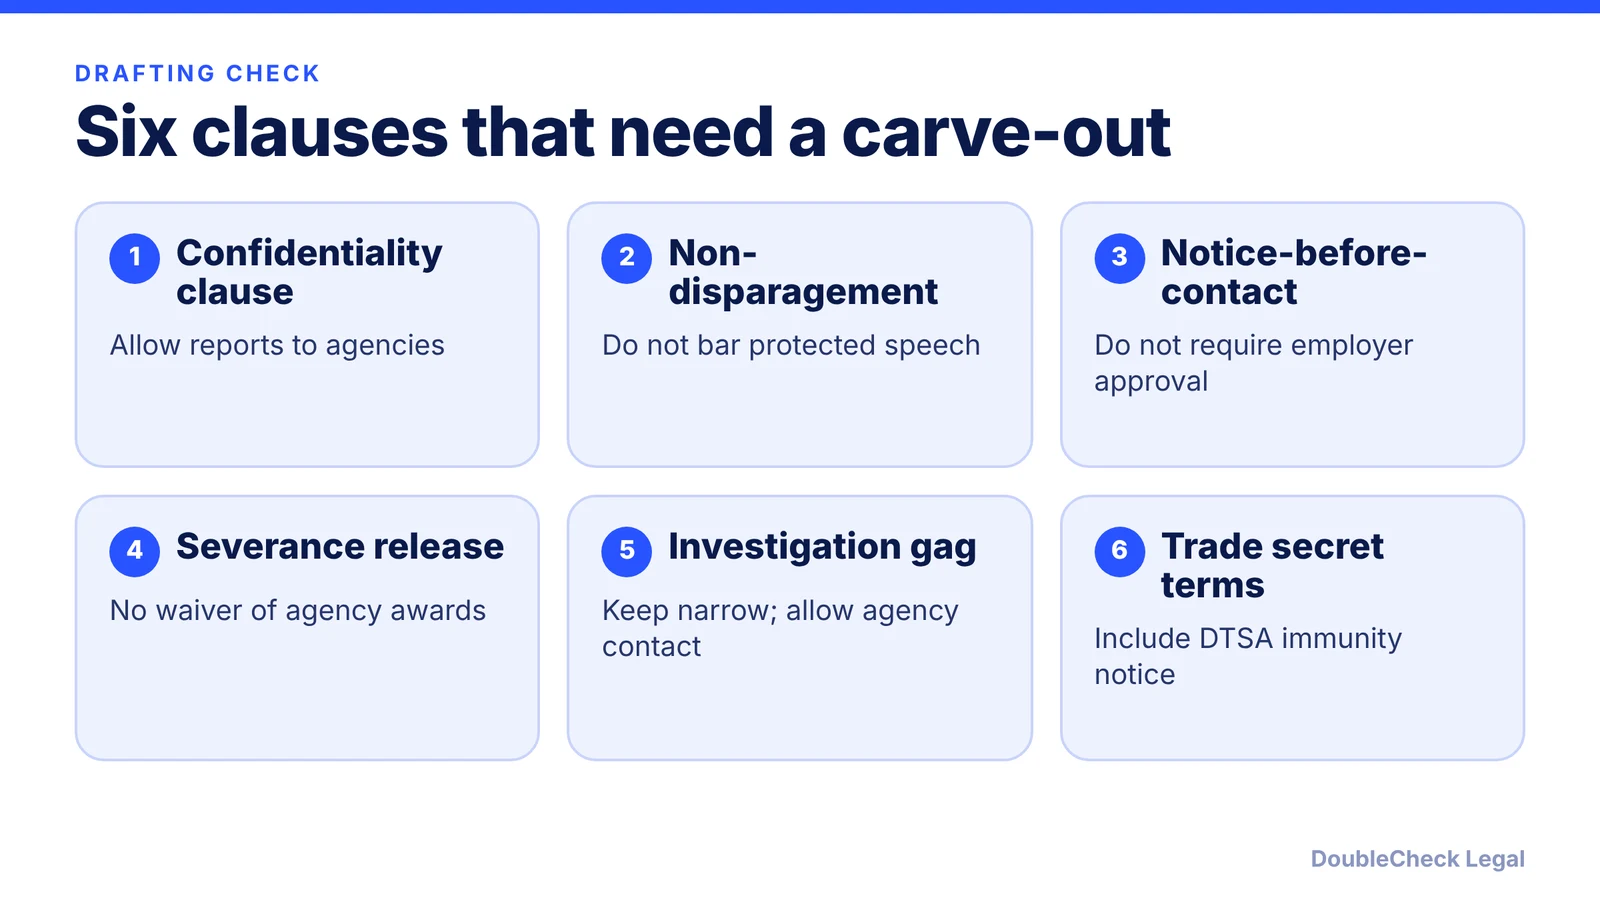 DRAFTING CHECK
Six clauses that need a carve-out
1
Confidentiality
clause
Allow reports to agencies
2
Non-
disparagement
Do not bar protected speech
3
Notice-before-
contact
Do not require employer
approval
4
Severance release
No waiver of agency awards
5
Investigation gag
Keep narrow; allow agency
contact
6
Trade secret
terms
Include DTSA immunity
notice
DoubleCheck Legal